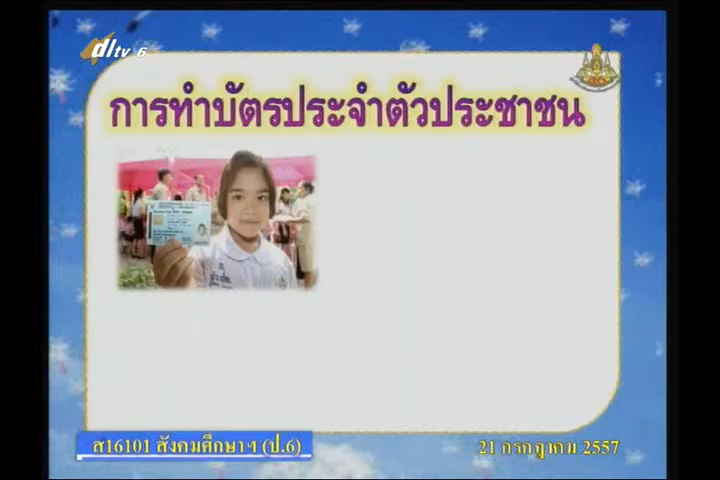 dltv 6
การทำบัตรประจำตัวประชาชน
ส16101 สังคมศึกษาฯ (ป.6)
21 กรกฎาคม 2557